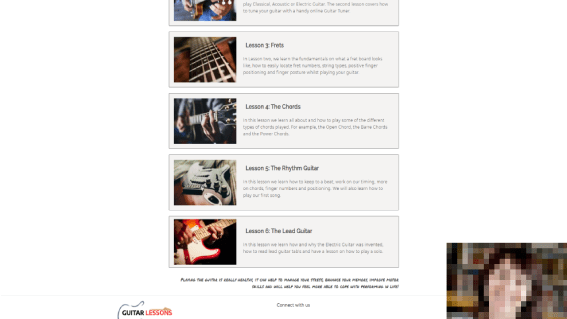 play Classical, Acoustic or Electric Guitar. The second lesson covers how
to tune your guitar with a handy online Guitar Tuner.
Lesson 3: Frets
In Lesson two, we learn the fundamentals on what a fret board looks
like, how to easily locate fret numbers, string types, positive finger
positioning and finger posture whilst playing your guitar.
Lesson 4: The Chords
In this lesson we learn all about and how to play some of the different
types of chords played. For example, the Open Chord, the Barre Chords
and the Power Chords.
Lesson 5: The Rhythm Guitar
In this lesson we learn how to keep to a beat, work on our timing, more
on chords, finger numbers and positioning. We will also learn how to
play our first song.
Lesson 6: The Lead Guitar
In this lesson we learn how and why the Electric Guitar was invented,
how to read lead guitar tabs and have a lesson on how to play a solo.
Playing the guitar is really healthy, it can help to manage your stress, enhance your memory, improve motor
skills and will help you feel more able to cope with performing in life!
Connect with us
GUITAR LESSONS